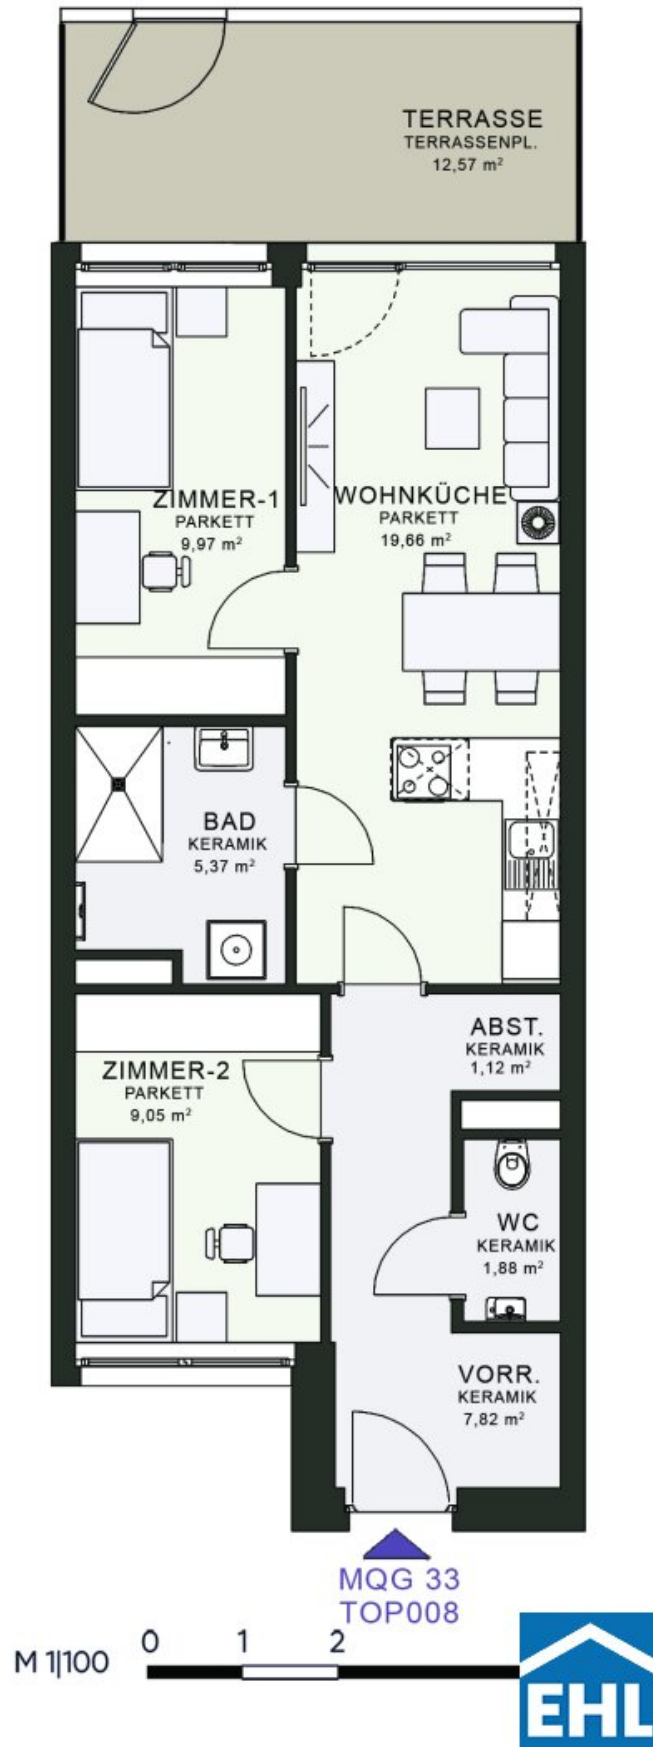 TERRASSE
TERRASSENPL.
12,57 m²
ZIMMER-1
PARKETT
9,97 m²
WOHNKÜCHE
PARKETT
19,66 m²
BAD
KERAMIK
5,37 m²
ABST.
KERAMIK
1,12 m²
ZIMMER-2
PARKETT
9,05 m²
WC
KERAMIK
1,88 m²
VORR.
KERAMIK
7,82 m²
MQG 33
TOP008
M 1|100
0 1 2
EHL